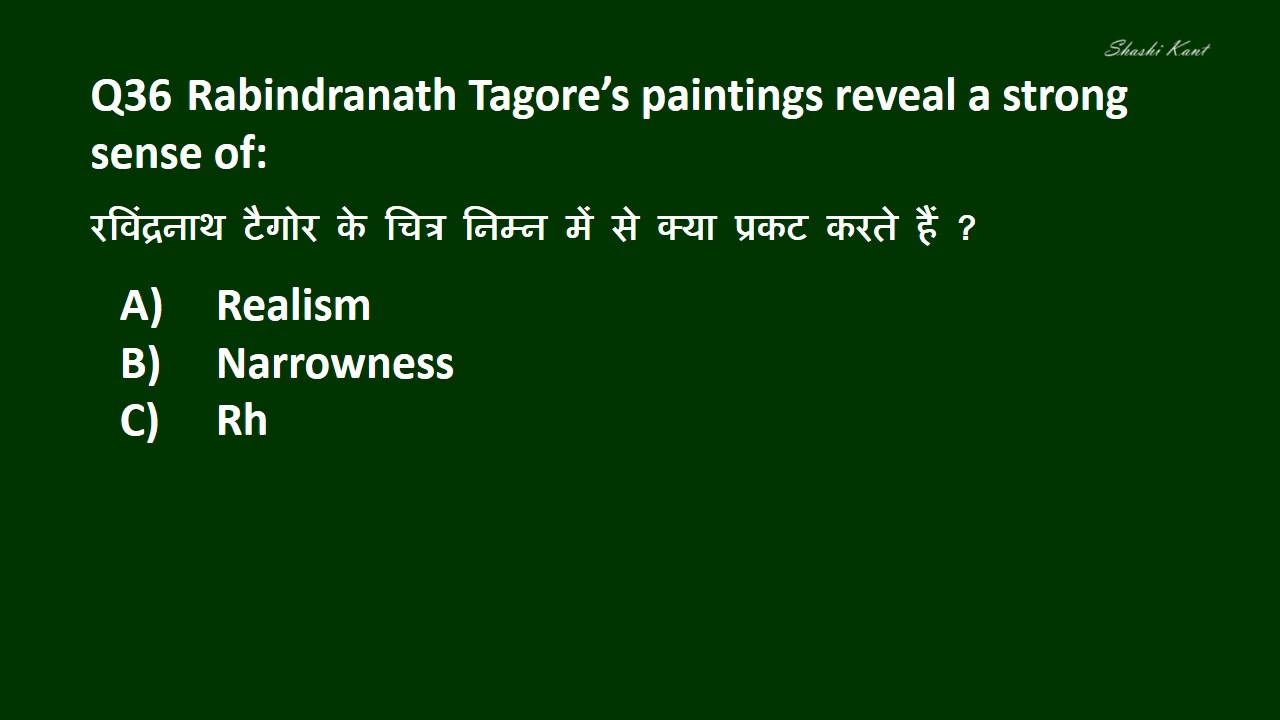 Shashi Kant
Q36 Rabindranath Tagore’s paintings reveal a strong
sense of:
रविंद्रनाथ टैगोर के चित्र निम्न में से क्या प्रकट करते हैं ?
A) Realism
B) Narrowness
C) Rh